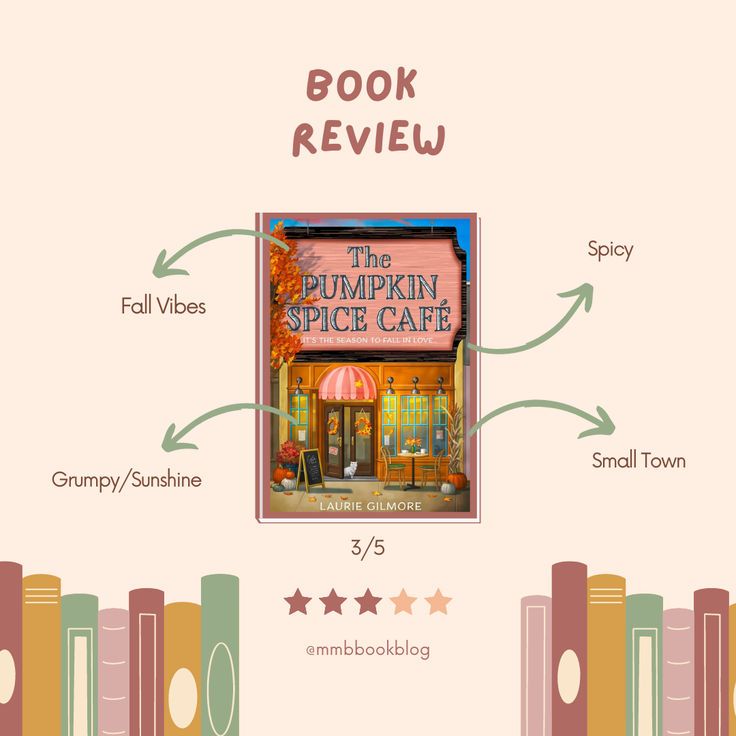 BOOK
REVIEW
The
PUMPKIN
SPICE CAFÉ
IT'S THE SEASON TO FALL IN LOVE...
LAURIE GILMORE
Fall Vibes
Spicy
Grumpy/Sunshine
Small Town
3/5
@mmbbookblog